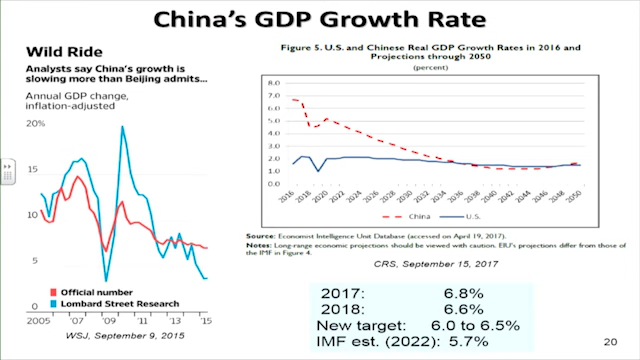 China's GDP Growth Rate
Wild Ride
Analysts say China's growth is
slowing more than Beijing admits...
Annual GDP change,
inflation-adjusted
20%
15
10
5
0
2005 '07 '09 '11 '13 '15
Official number
Lombard Street Research
WSJ, September 9, 2015
Figure 5. U.S. and Chinese Real GDP Growth Rates in 2016 and
Projections through 2050
(percent)
8.0
7.0
6.0
5.0
4.0
3.0
2.0
1.0
0.0
2016 2018 2020 2022 2024 2026 2028 2030 2032 2034 2036 2038 2040 2042 2044 2046 2048 2050
China U.S.
Source: Economist Intelligence Unit Database (accessed on April 19, 2017).
Notes: Long-range economic projections should be viewed with caution. EIU's projections differ from those of
the IMF in Figure 4.
CRS, September 15, 2017
2017: 6.8%
2018: 6.6%
New target: 6.0 to 6.5%
IMF est. (2022): 5.7%
20